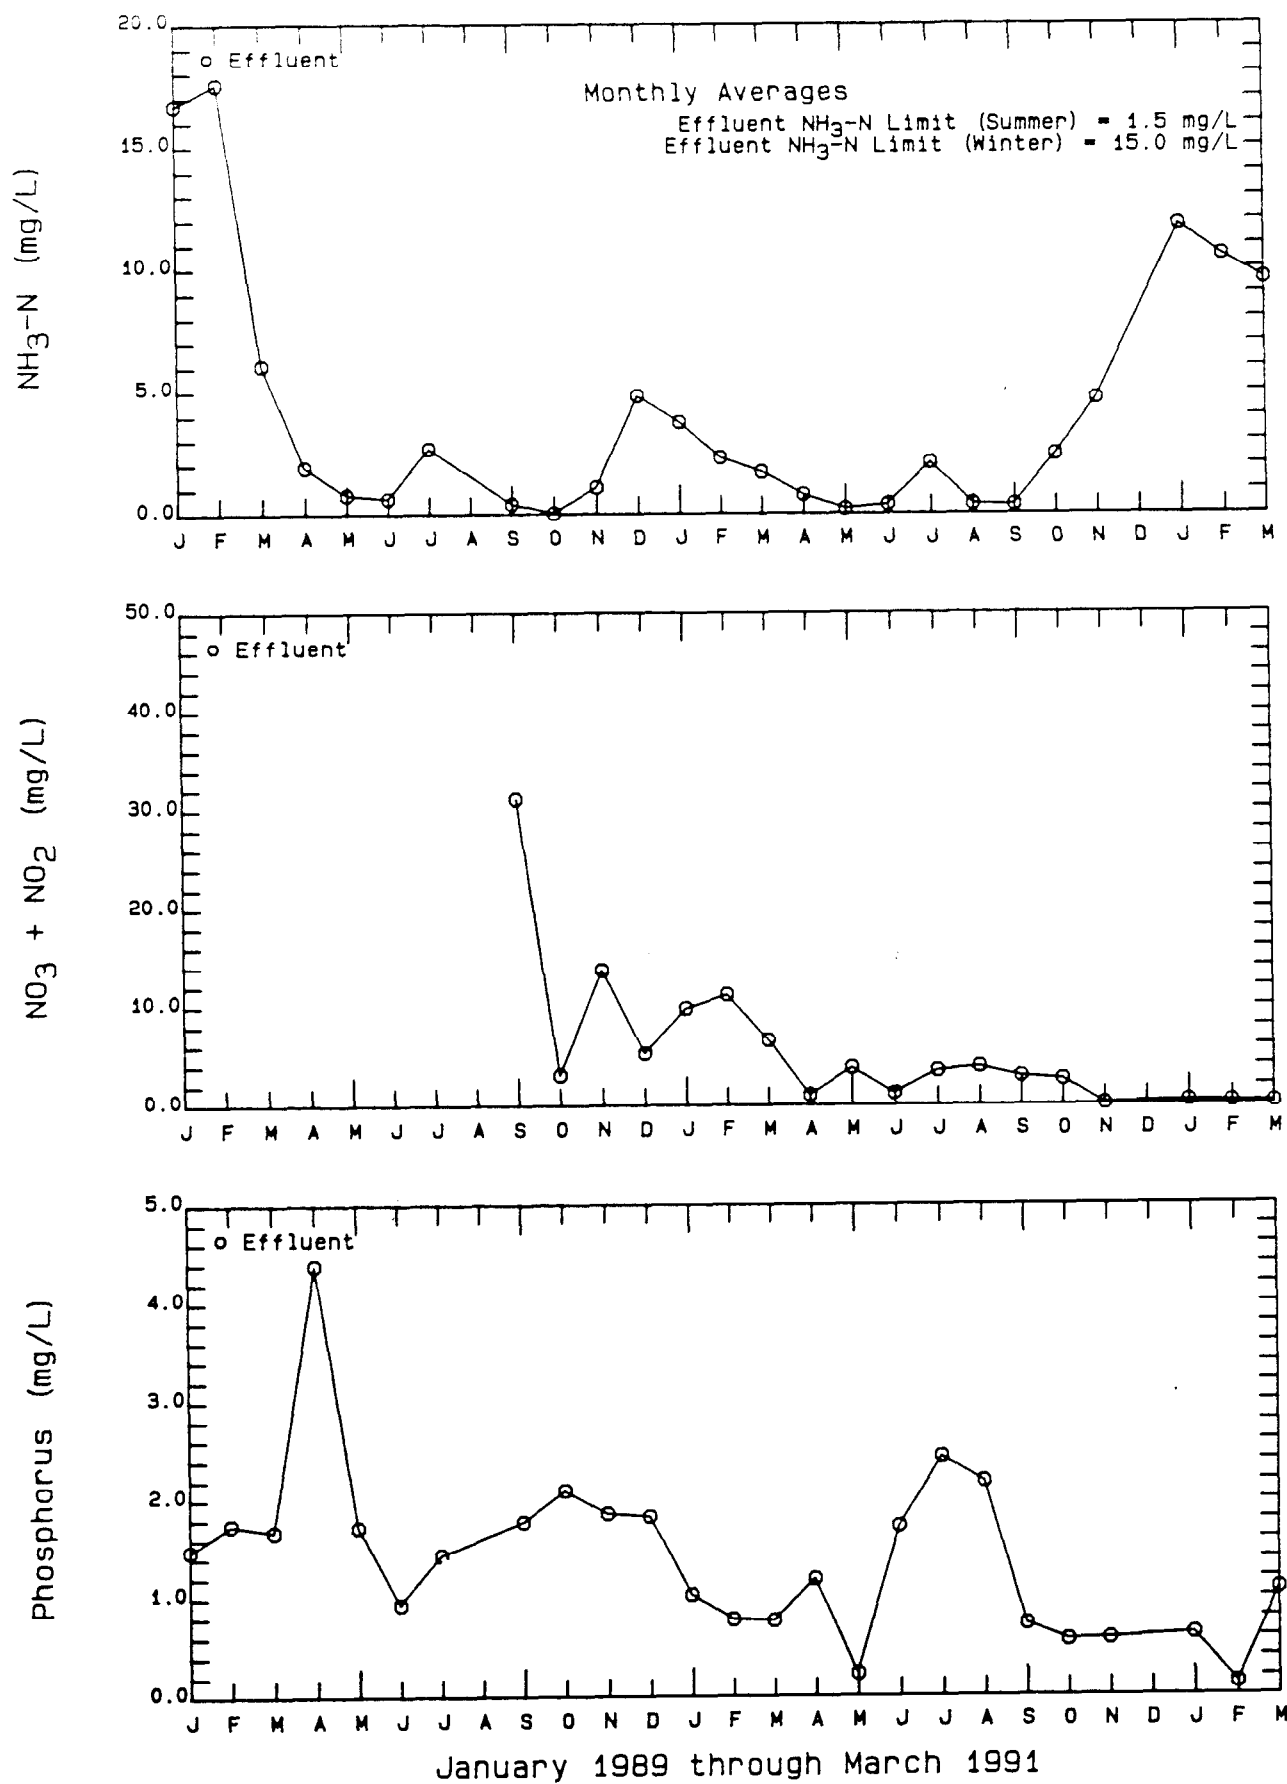 20.0
o Effluent
Monthly Averages
Effluent NH3-N Limit (Summer) = 1.5 mg/L
Effluent NH3-N Limit (Winter) = 15.0 mg/L
15.0
10.0
5.0
0.0
NH3-N (mg/L)
J F M A M J J A S O N D J F M A M J J A S O N D J F M
50.0
o Effluent
40.0
30.0
20.0
10.0
0.0
NO3 + NO2 (mg/L)
J F M A M J J A S O N D J F M A M J J A S O N D J F M
5.0
o Effluent
4.0
3.0
2.0
1.0
0.0
Phosphorus (mg/L)
J F M A M J J A S O N D J F M A M J J A S O N D J F M
January 1989 through March 1991